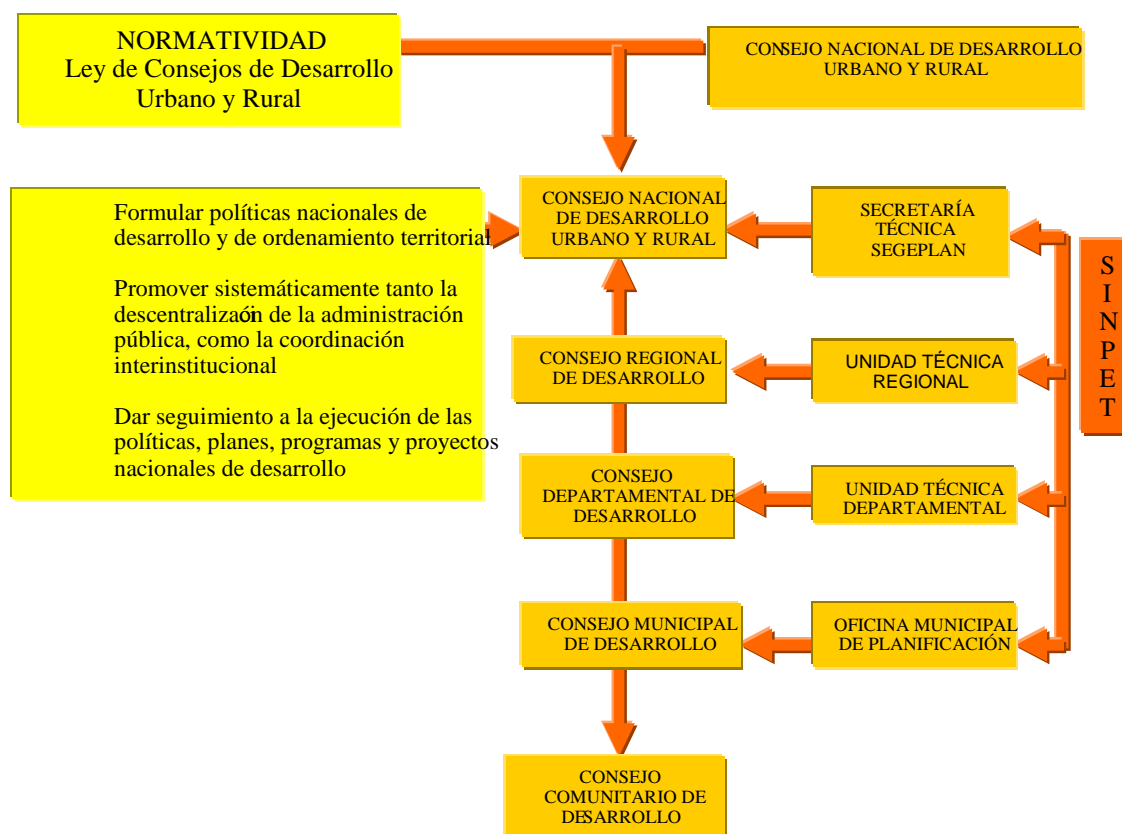 NORMATIVIDAD
Ley de Consejos de Desarrollo
Urbano y Rural
CONSEJO NACIONAL DE DESARROLLO
URBANO Y RURAL
Formular políticas nacionales de
desarrollo y de ordenamiento territorial
Promover sistemáticamente tanto la
descentralización de la administración
pública, como la coordinación
interinstitucional
Dar seguimiento a la ejecución de las
políticas, planes, programas y proyectos
nacionales de desarrollo
CONSEJO NACIONAL
DE DESARROLLO
URBANO Y RURAL
SECRETARÍA
TÉCNICA
SEGEPLAN
CONSEJO REGIONAL
DE DESARROLLO
UNIDAD TÉCNICA
REGIONAL
CONSEJO
DEPARTAMENTAL DE
DESARROLLO
UNIDAD TÉCNICA
DEPARTAMENTAL
CONSEJO MUNICIPAL
DE DESARROLLO
OFICINA MUNICIPAL
DE PLANIFICACIÓN
CONSEJO
COMUNITARIO DE
DESARROLLO
SINPET